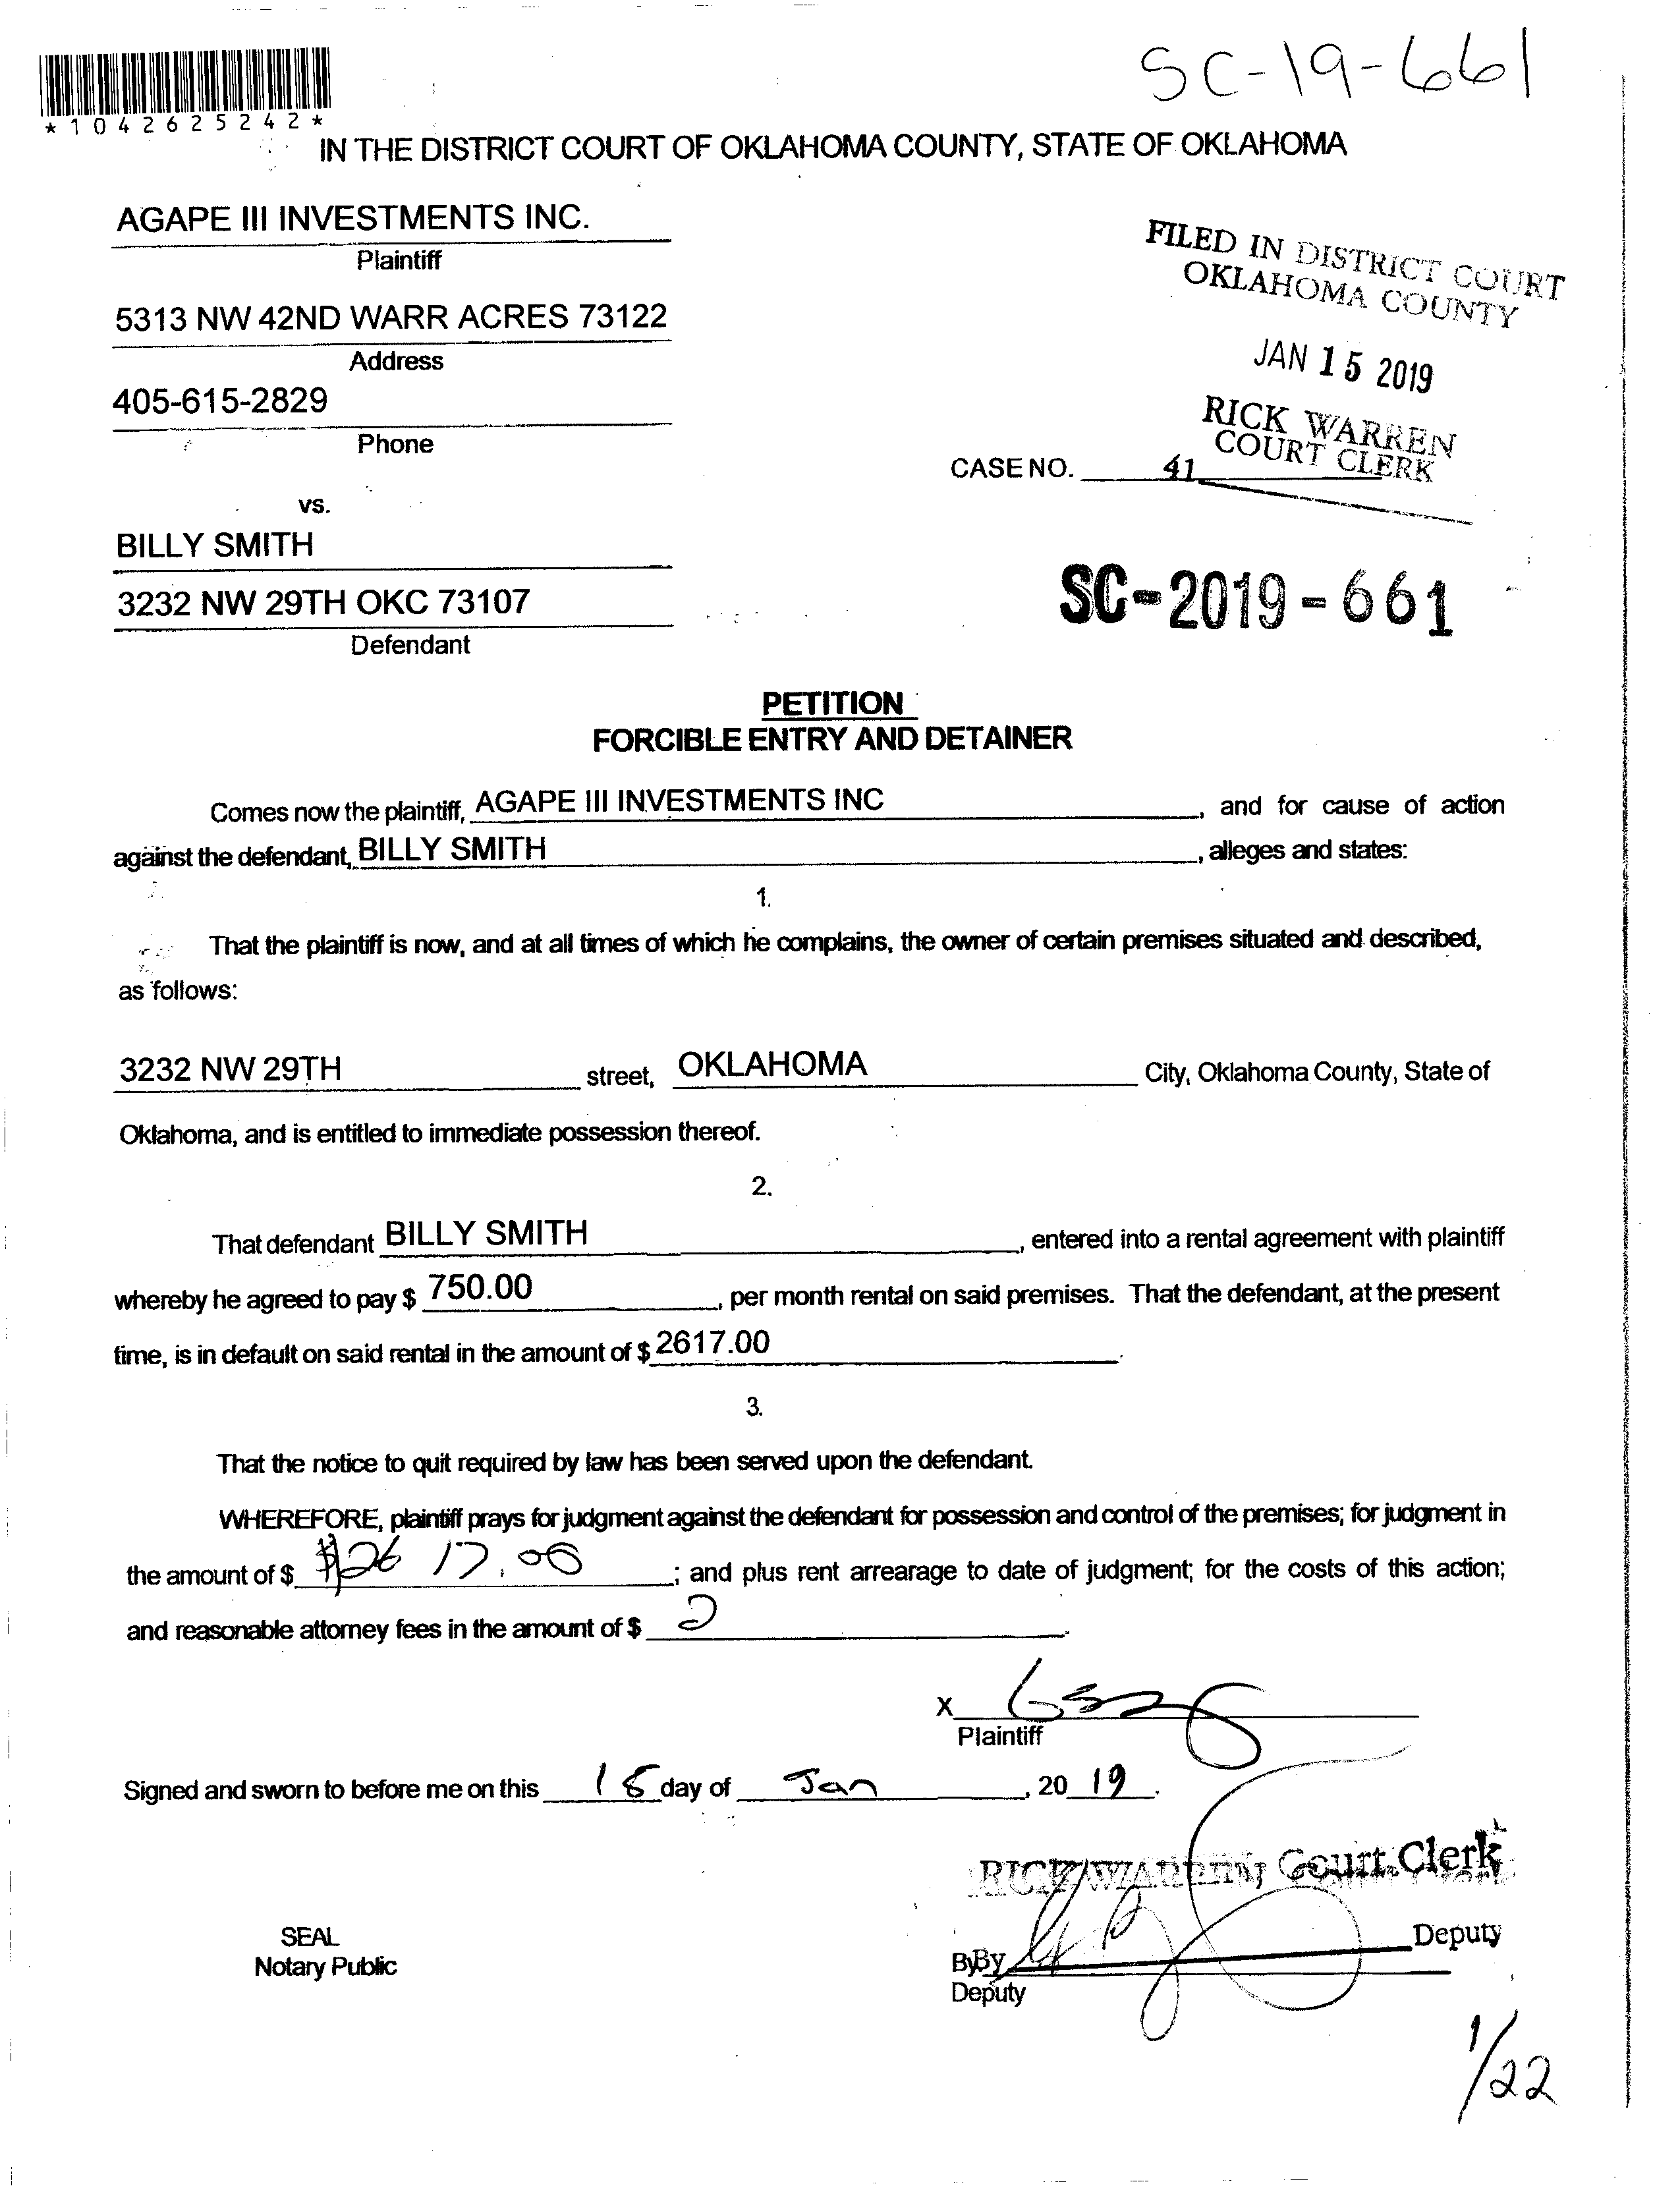 SC-19-661
*1042625242*
IN THE DISTRICT COURT OF OKLAHOMA COUNTY, STATE OF OKLAHOMA
AGAPE III INVESTMENTS INC.
Plaintiff
5313 NW 42ND WARR ACRES 73122
Address
405-615-2829
Phone
vs.
BILLY SMITH
3232 NW 29TH OKC 73107
Defendant
FILED IN DISTRICT COURT
OKLAHOMA COUNTY
JAN 15 2019
RICK WARREN
COURT CLERK
CASE NO. 41
SC-2019-661
PETITION
FORCIBLE ENTRY AND DETAINER
Comes now the plaintiff, AGAPE III INVESTMENTS INC, and for cause of action
against the defendant, BILLY SMITH, alleges and states:
1.
That the plaintiff is now, and at all times of which he complains, the owner of certain premises situated and described,
as follows:
3232 NW 29TH street, OKLAHOMA City, Oklahoma County, State of
Oklahoma, and is entitled to immediate possession thereof.
2.
That defendant BILLY SMITH, entered into a rental agreement with plaintiff
whereby he agreed to pay $ 750.00, per month rental on said premises. That the defendant, at the present
time, is in default on said rental in the amount of $ 2617.00.
3.
That the notice to quit required by law has been served upon the defendant.
WHEREFORE, plaintiff prays for judgment against the defendant for possession and control of the premises; for judgment in
the amount of $ $2617.00; and plus rent arrearage to date of judgment; for the costs of this action;
and reasonable attorney fees in the amount of $.
X
Plaintiff
Signed and sworn to before me on this 15 day of Jan, 2019.
RICK WARREN, Court Clerk
SEAL
Notary Public
ByBy Deputy
Deputy
1/22